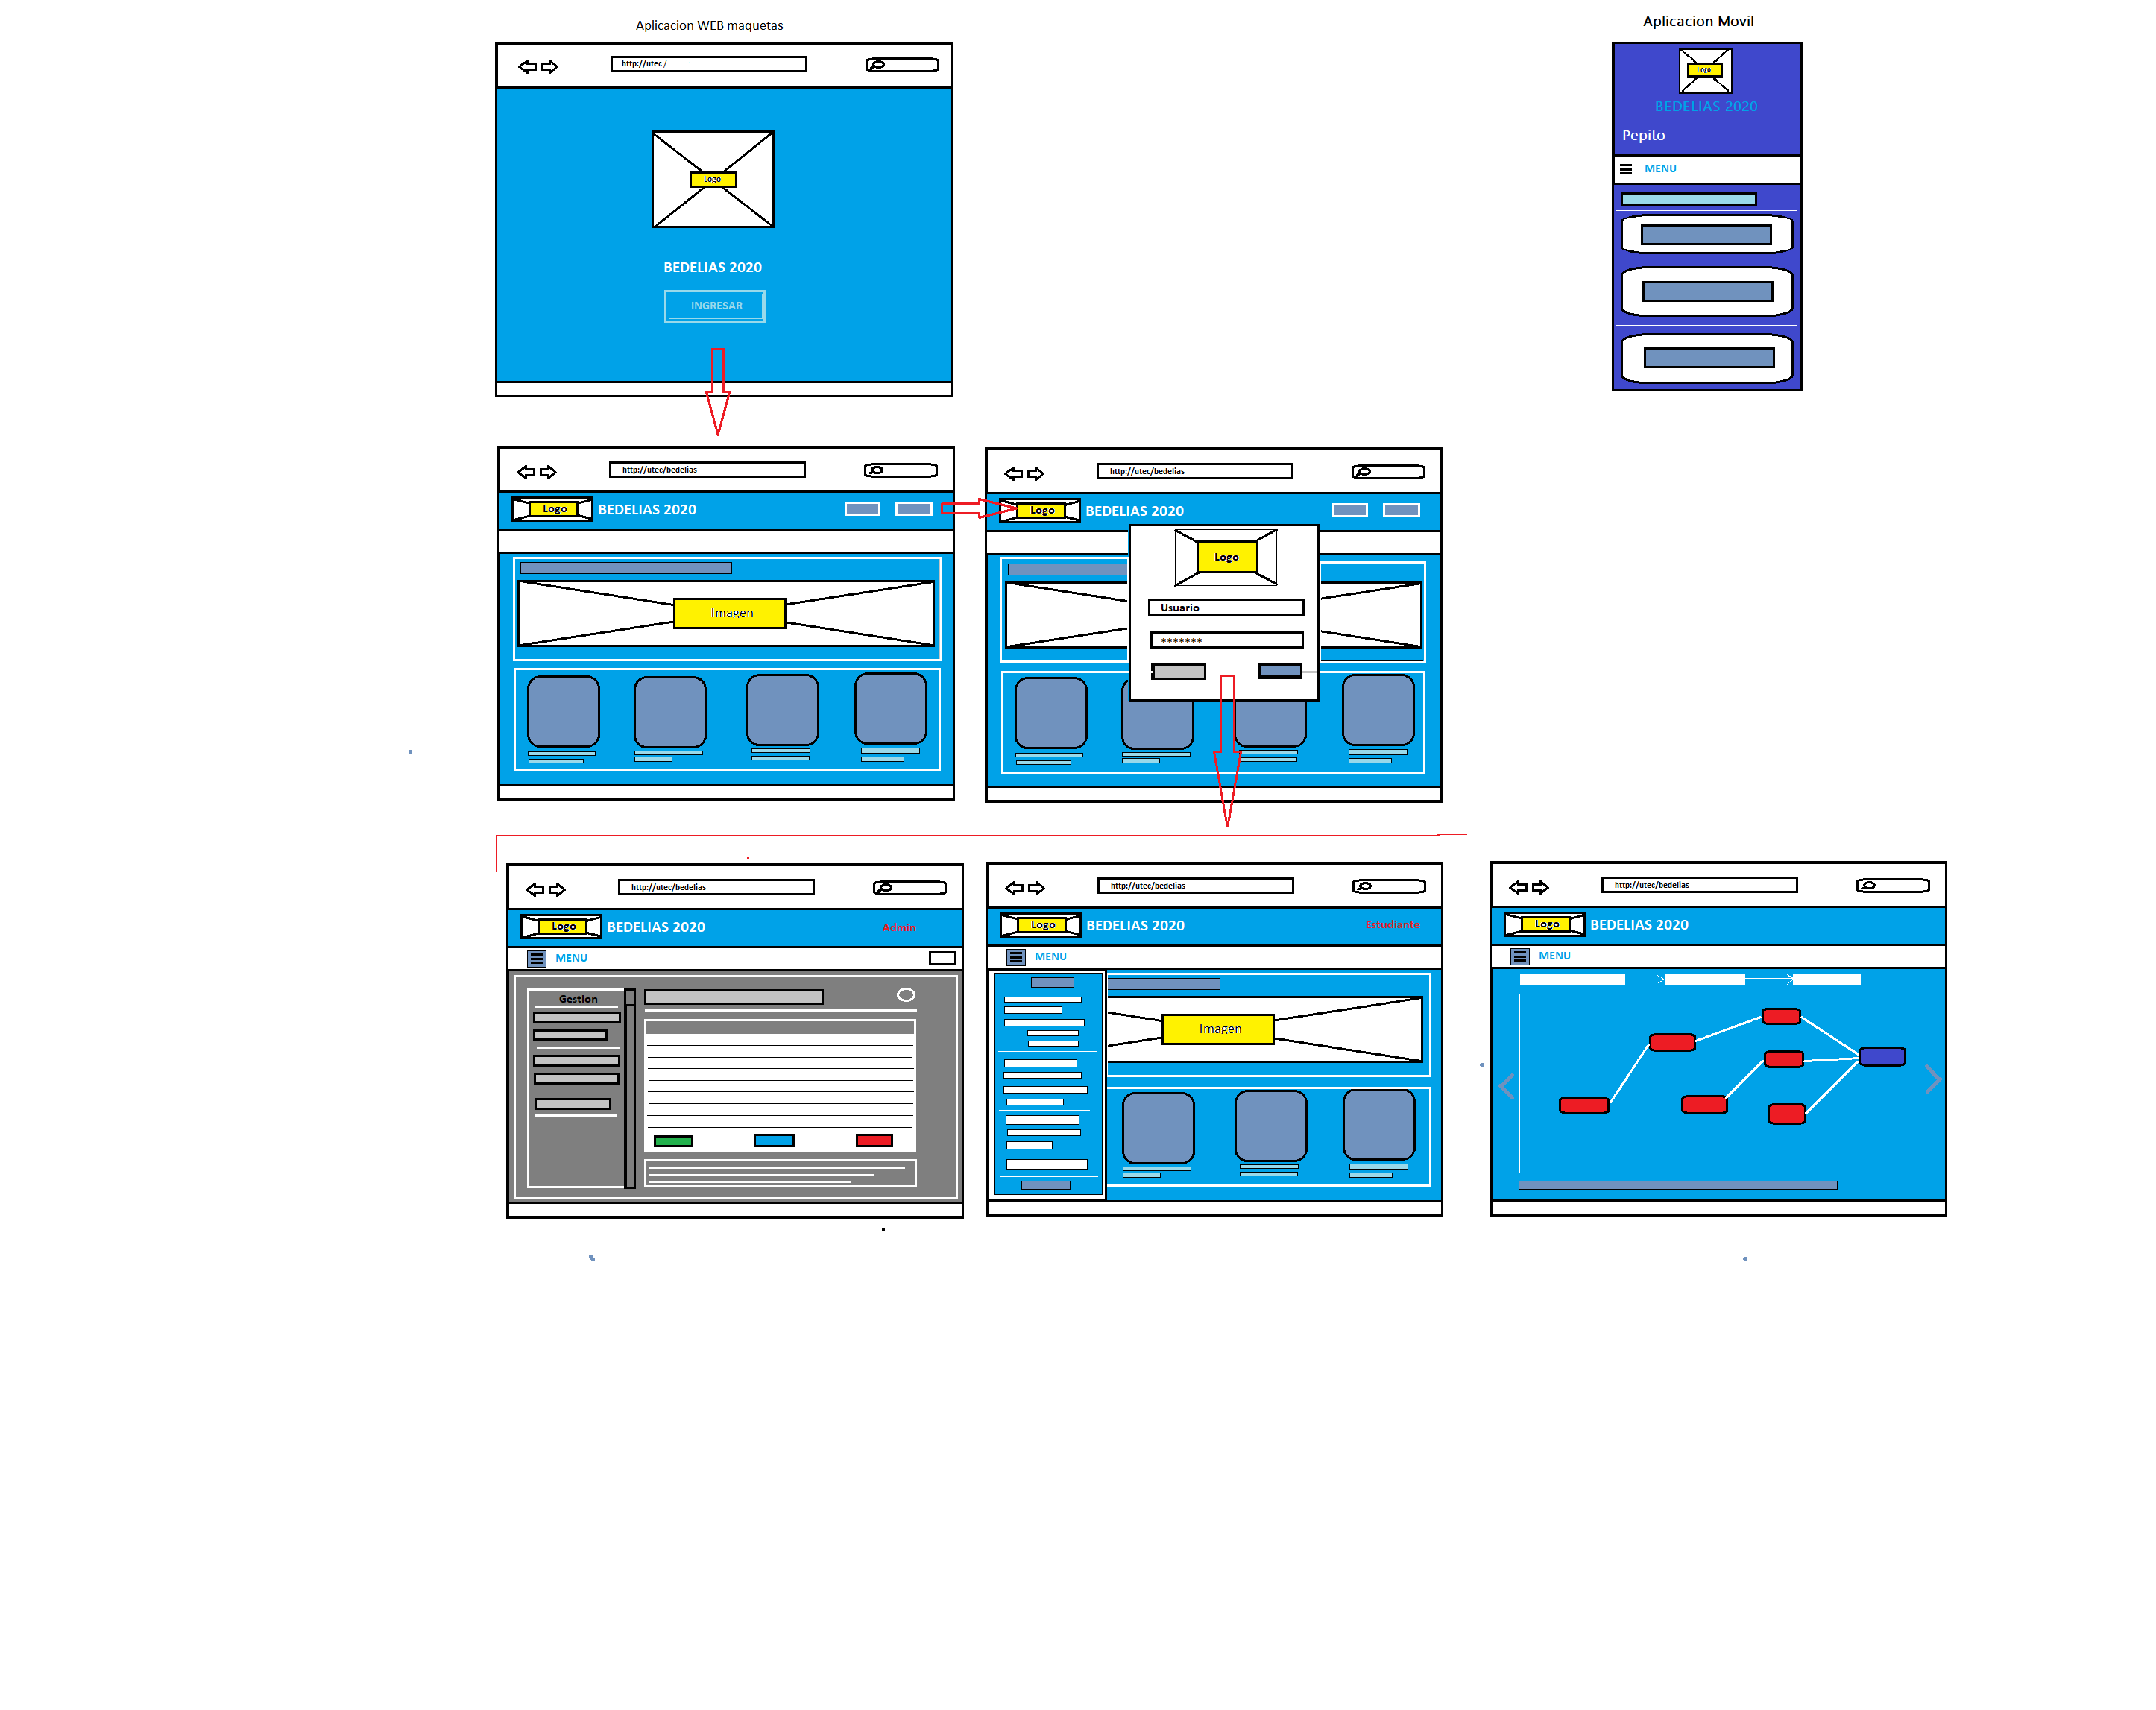 Aplicacion WEB maquetas
http://utec /
Logo
BEDELIAS 2020
INGRESAR
Aplicacion Movil
Logo
BEDELIAS 2020
Pepito
MENU
http://utec/bedelias
Logo
BEDELIAS 2020
Imagen
http://utec/bedelias
Logo
BEDELIAS 2020
Logo
Usuario
*******
http://utec/bedelias
Logo
BEDELIAS 2020
Admin
MENU
Gestion
http://utec/bedelias
Logo
BEDELIAS 2020
Estudiante
MENU
Imagen
http://utec/bedelias
Logo
BEDELIAS 2020
MENU